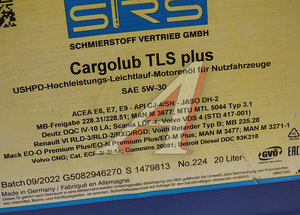 SRS
SCHMIERSTOFF VERTRIEB GMBH
Cargolub TLS plus
USHPD-Hochleistungs-Leichtlauf-Motorenöl für Nutzfahrzeuge
SAE 5W-30
ACEA E6, E7, E9 - API CJ-4/SN - JASO DH-2
MB-Freigabe 228.31/228.51; MAN M 3677; MTU MTL 5044 Typ 3.1
Deutz DQC IV-10 LA; Scania LDF-4; Volvo VDS 4 (STD 417-001)
Renault VI RLD-3/RLD-2/RXD/RGD; Voith Retarder Typ B; MB 235.28
Mack EO-O Premium Plus/EO-N Premium Plus/EO-M Plus; MAN M 3477; MAN M 3271-1
Volvo CNG; Cat. ECF-3/-2/-1a; Cummins 20081; Detroit Diesel DDC 93K218
Batch 09/2022 G5082946270 S 1479813 No.224 20 Liter
Made in Germany / Fabriqué en Allemagne